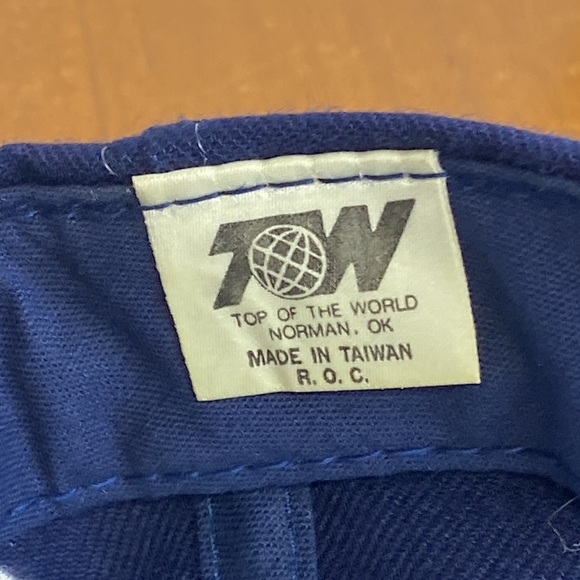 TOW
TOP OF THE WORLD
NORMAN, OK
MADE IN TAIWAN
R. O. C.